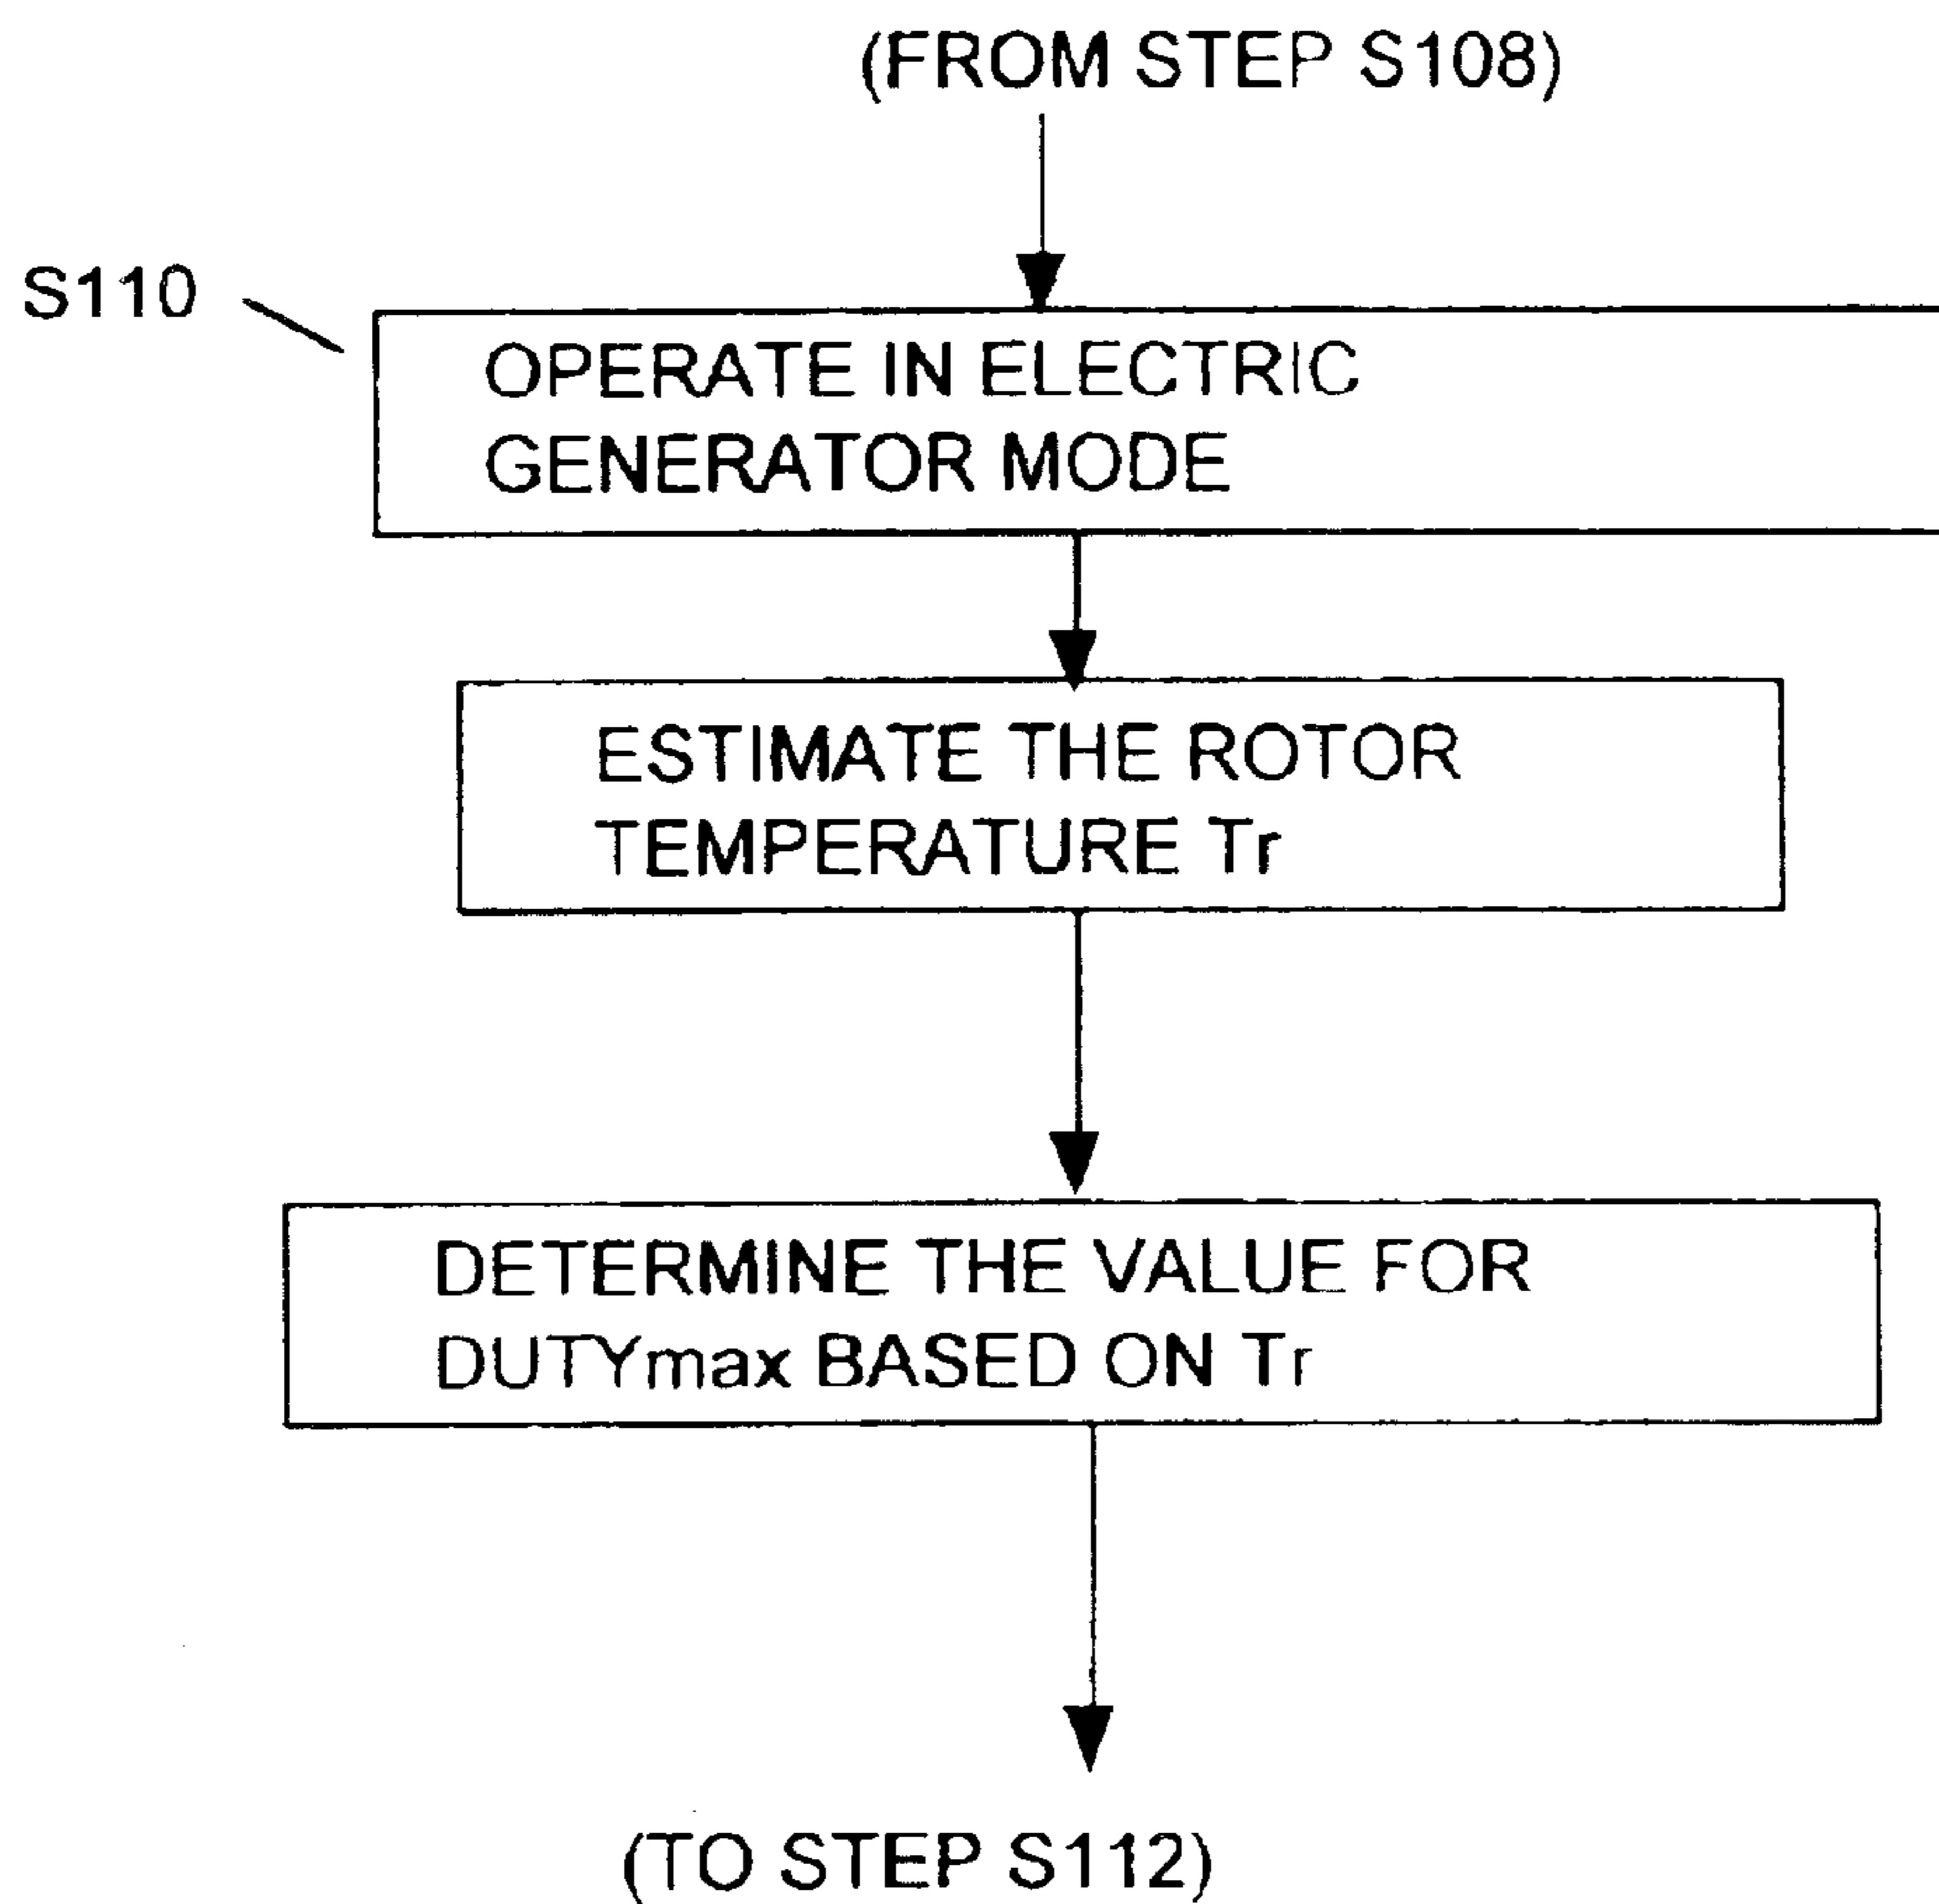 (FROM STEP S108)
S110
OPERATE IN ELECTRIC
GENERATOR MODE
ESTIMATE THE ROTOR
TEMPERATURE Tr
DETERMINE THE VALUE FOR
DUTYmax BASED ON Tr
(TO STEP S112)